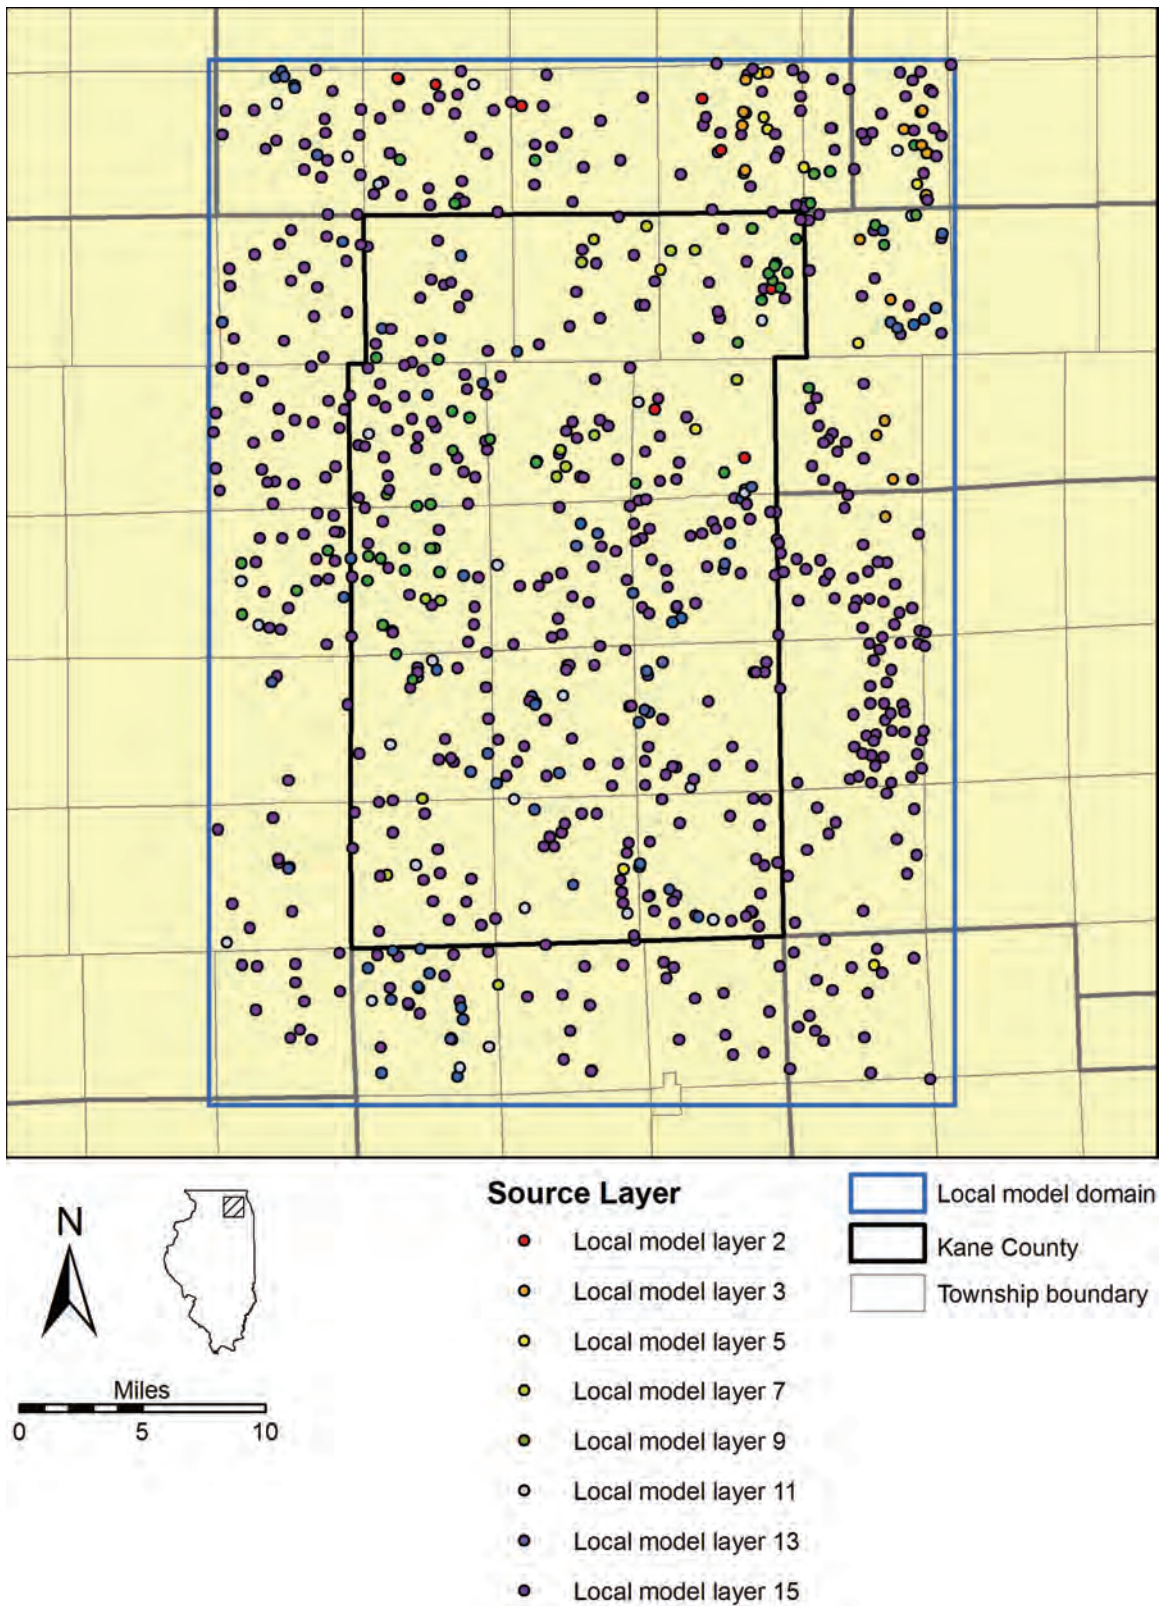 N
Miles
0 5 10
Source Layer
Local model layer 2
Local model layer 3
Local model layer 5
Local model layer 7
Local model layer 9
Local model layer 11
Local model layer 13
Local model layer 15
Local model domain
Kane County
Township boundary